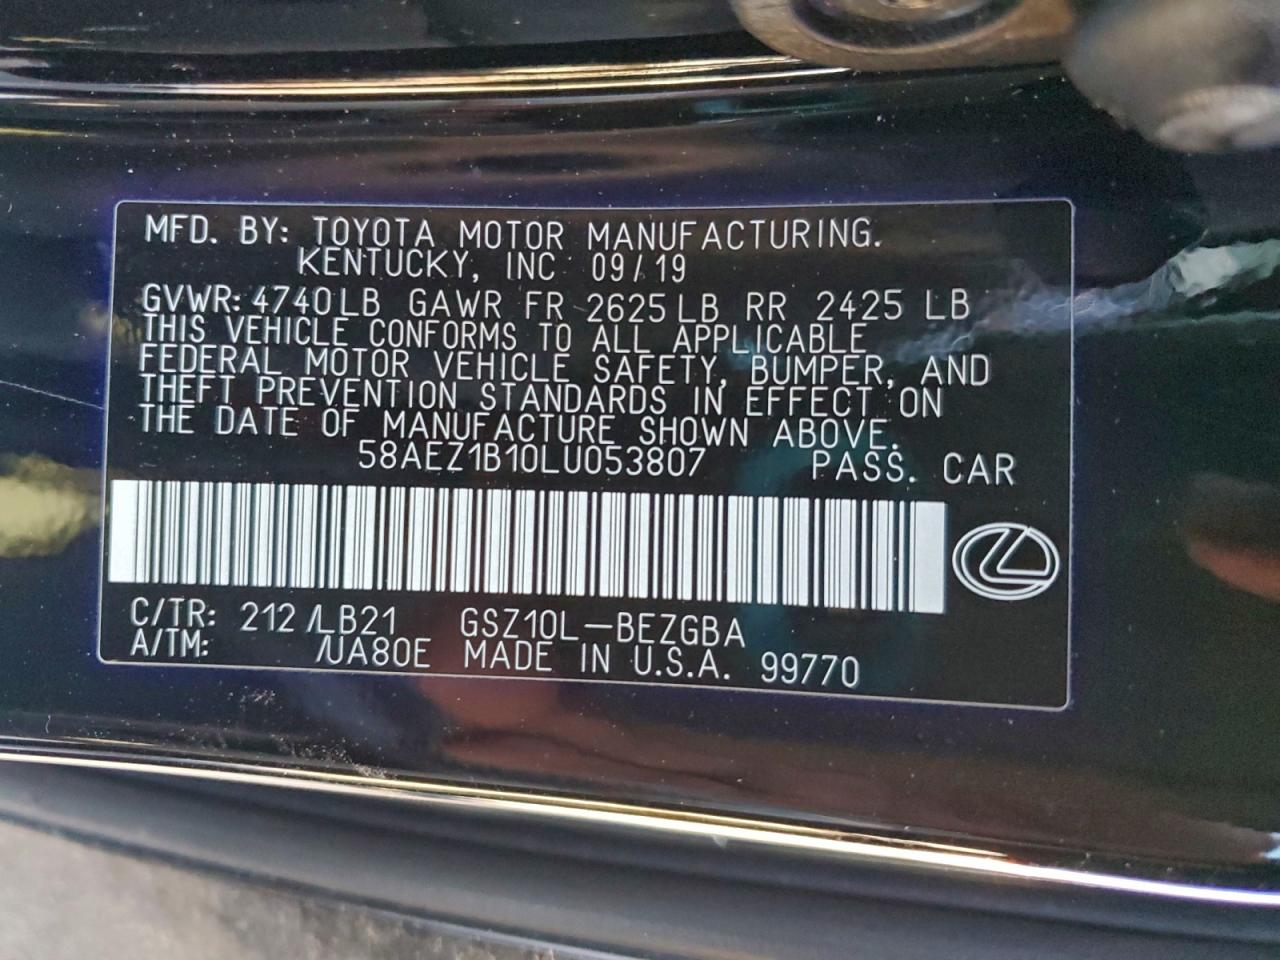 MFD. BY: TOYOTA MOTOR MANUFACTURING.
KENTUCKY, INC 09/19
GVWR: 4740LB GAWR FR 2625LB RR 2425 LB
THIS VEHICLE CONFORMS TO ALL APPLICABLE
FEDERAL MOTOR VEHICLE SAFETY, BUMPER, AND
THEFT PREVENTION STANDARDS IN EFFECT ON
THE DATE OF MANUFACTURE SHOWN ABOVE.
58AEZ1B10LU053807 PASS. CAR
C/TR: 212/LB21 GSZ10L-BEZGBA
A/TM: /UA80E MADE IN U.S.A. 99770